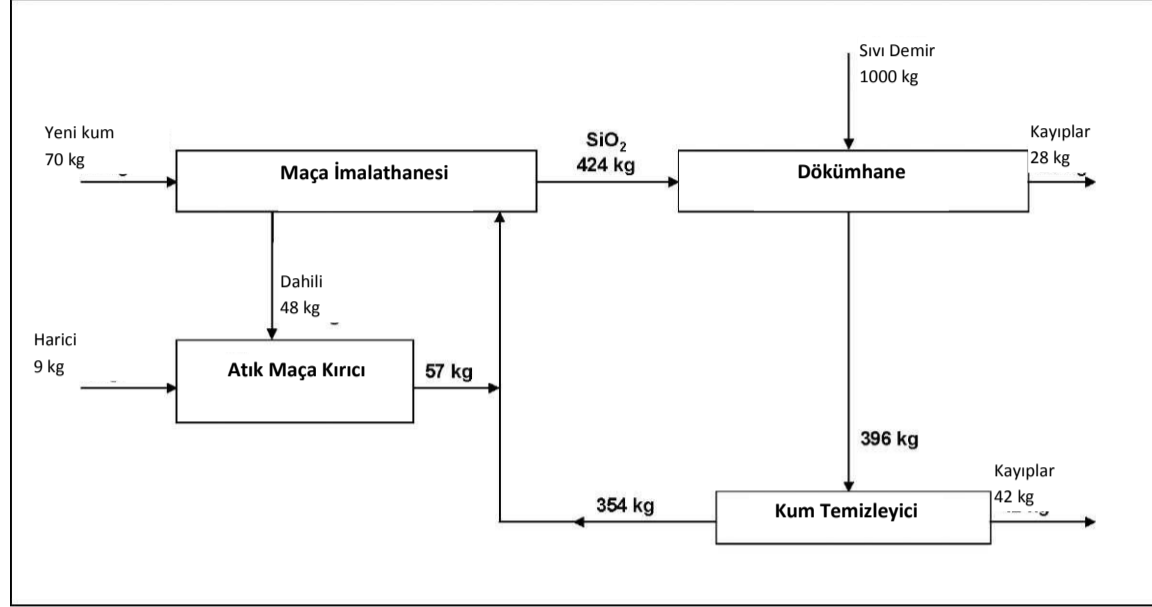 Sıvı Demir
1000 kg
Yeni kum
70 kg
SiO₂
424 kg
Kayıplar
28 kg
Maça İmalathanesi
Dökümhane
Dahili
48 kg
Harici
9 kg
Atık Maça Kırıcı
57 kg
396 kg
Kayıplar
42 kg
354 kg
Kum Temizleyici